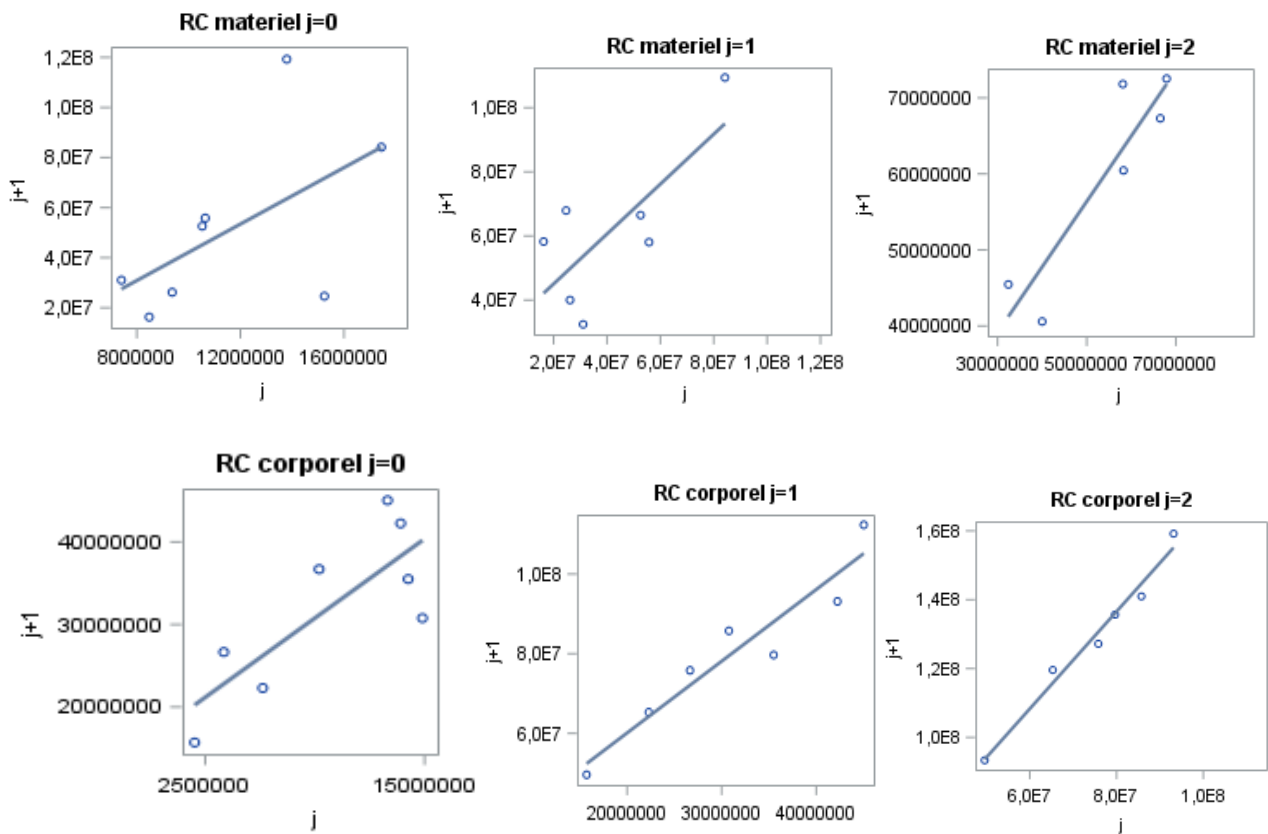 RC materiel j=0
1,2E8
1,0E8
8,0E7
6,0E7
4,0E7
2,0E7
j+1
8000000 12000000 16000000
j
RC materiel j=1
1,0E8
8,0E7
6,0E7
4,0E7
j+1
2,0E7 4,0E7 6,0E7 8,0E7 1,0E8 1,2E8
j
RC materiel j=2
70000000
60000000
50000000
40000000
j+1
30000000 50000000 70000000
j
RC corporel j=0
40000000
30000000
20000000
j+1
2500000 15000000
j
RC corporel j=1
1,0E8
8,0E7
6,0E7
j+1
20000000 30000000 40000000
j
RC corporel j=2
1,6E8
1,4E8
1,2E8
1,0E8
j+1
6,0E7 8,0E7 1,0E8
j